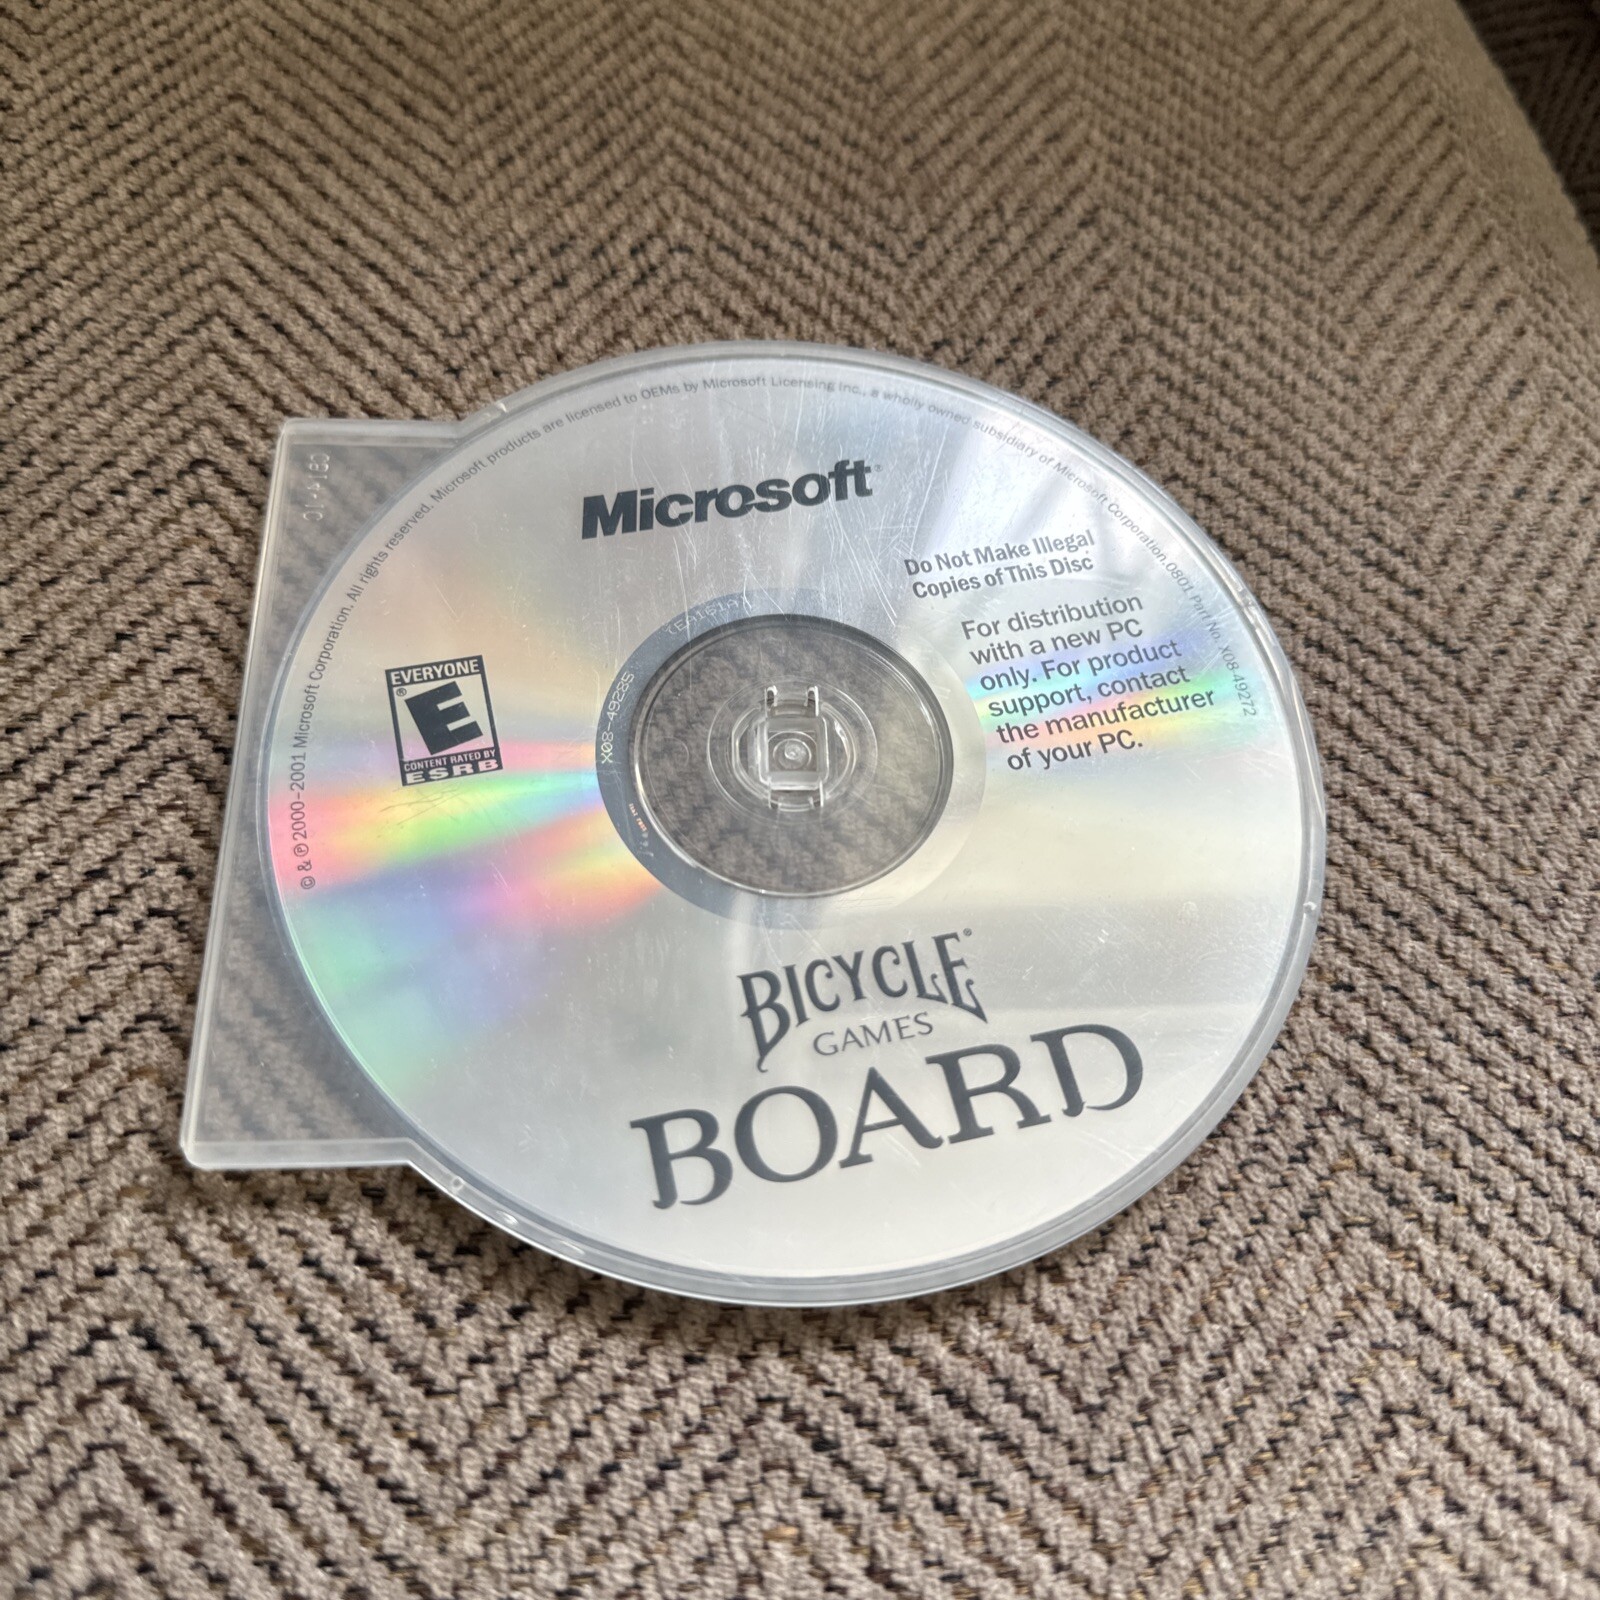 © & ℗ 2000-2001 Microsoft Corporation. All rights reserved. Microsoft products are licensed to OEMs by Microsoft Licensing Inc., a wholly owned subsidiary of Microsoft Corporation.0801 Part No. X08-49272
Microsoft®
Do Not Make Illegal
Copies of This Disc
For distribution
with a new PC
only. For product
support, contact
the manufacturer
of your PC.
EVERYONE
E®
CONTENT RATED BY
ESRB
X08-49285
BICYCLE®
GAMES
BOARD